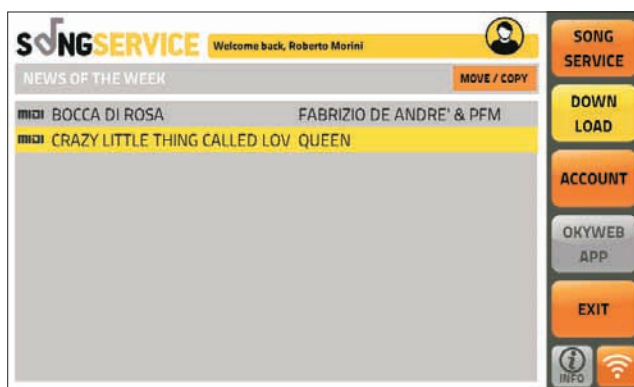 SONGSERVICE Welcome back, Roberto Morini
NEWS OF THE WEEK MOVE / COPY
MIDI BOCCA DI ROSA FABRIZIO DE ANDRE' & PFM
MIDI CRAZY LITTLE THING CALLED LOV QUEEN
SONG
SERVICE
DOWN
LOAD
ACCOUNT
OKYWEB
APP
EXIT
INFO